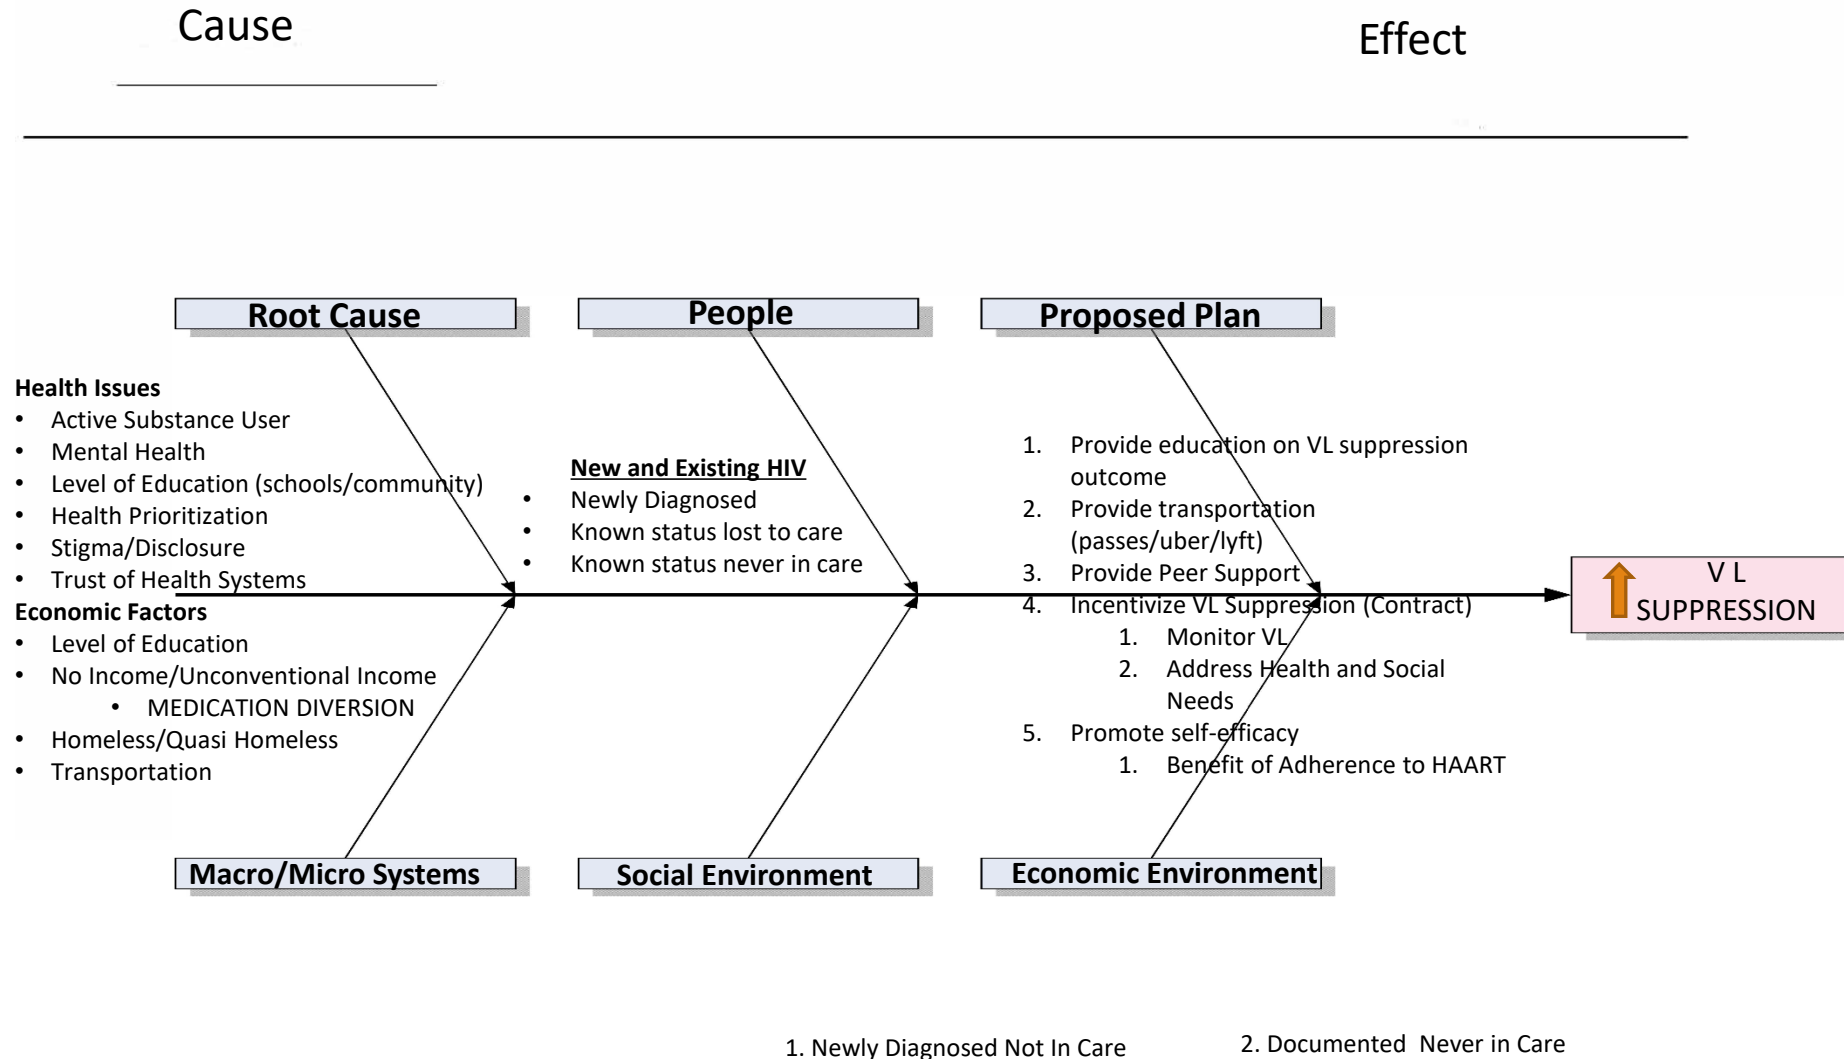 Cause
Effect
Root Cause
People
Proposed Plan
Health Issues
• Active Substance User
• Mental Health
• Level of Education (schools/community)
• Health Prioritization
• Stigma/Disclosure
• Trust of Health Systems
Economic Factors
• Level of Education
• No Income/Unconventional Income
• MEDICATION DIVERSION
• Homeless/Quasi Homeless
• Transportation
New and Existing HIV
• Newly Diagnosed
• Known status lost to care
• Known status never in care
1. Provide education on VL suppression
outcome
2. Provide transportation
(passes/uber/lyft)
3. Provide Peer Support
4. Incentivize VL Suppression (Contract)
1. Monitor VL
2. Address Health and Social
Needs
5. Promote self-efficacy
1. Benefit of Adherence to HAART
V L
SUPPRESSION
Macro/Micro Systems
Social Environment
Economic Environment
1. Newly Diagnosed Not In Care
2. Documented  Never in Care